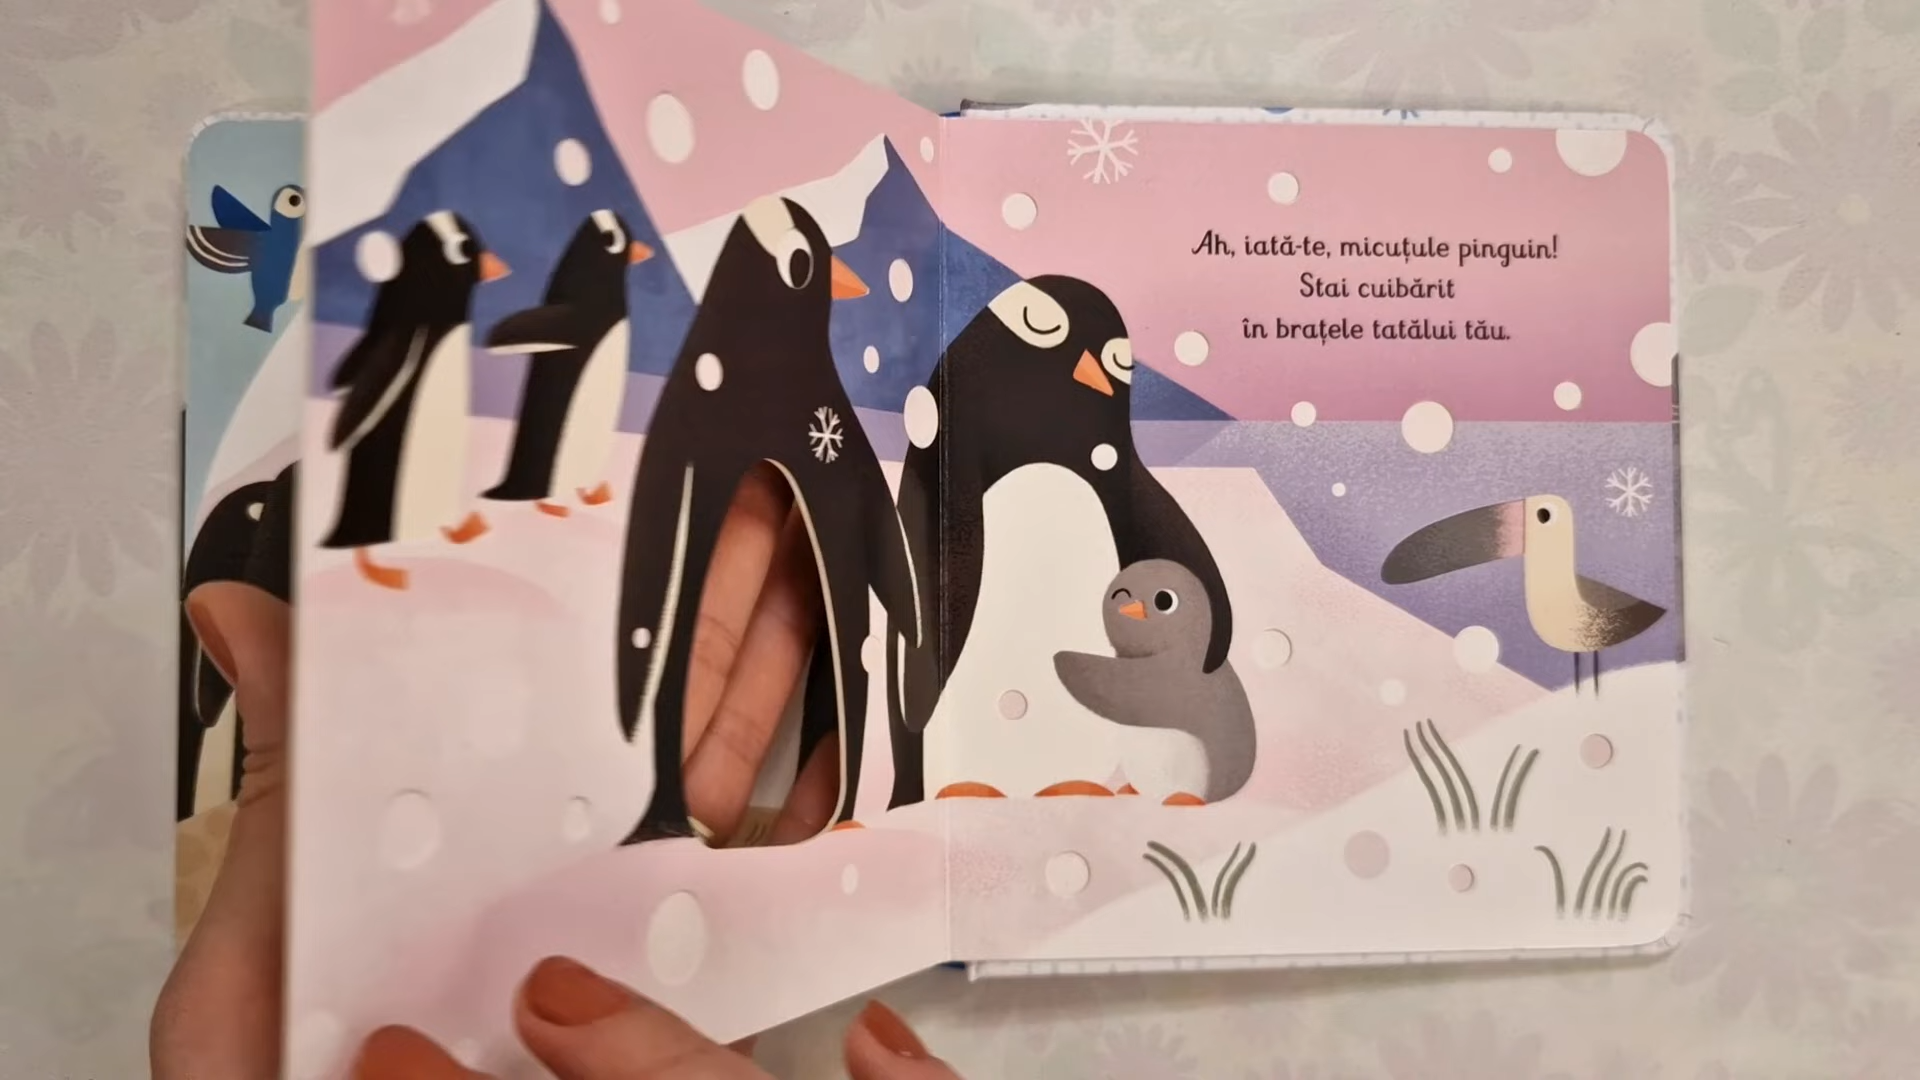 Ah, iată-te, micuțule pinguin!
Stai cuibărit
în brațele tatălui tău.